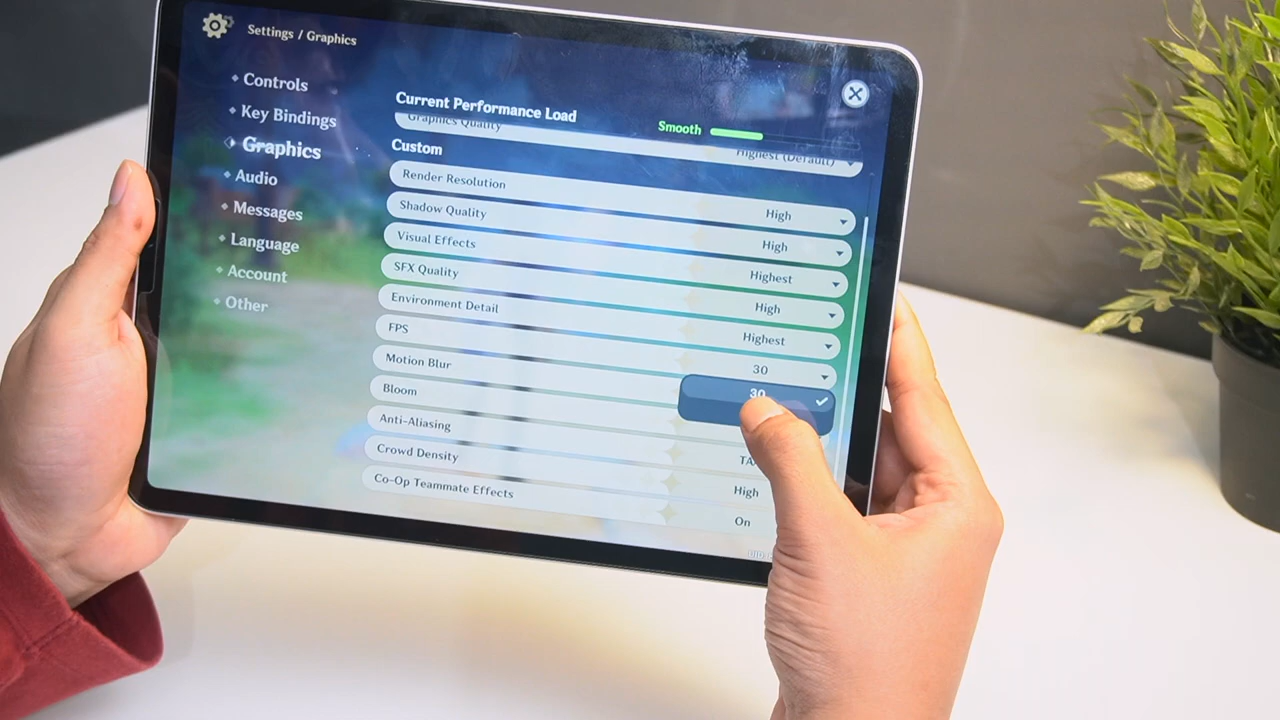 Settings / Graphics
Controls
Key Bindings
Graphics
Audio
Messages
Language
Account
Other
Current Performance Load
Smooth
Graphics Quality
Highest (Default)
Custom
Render Resolution
High
Shadow Quality
High
Visual Effects
Highest
SFX Quality
High
Environment Detail
Highest
FPS
30
30
Motion Blur
Bloom
Anti-Aliasing
Crowd Density
High
Co-Op Teammate Effects
On